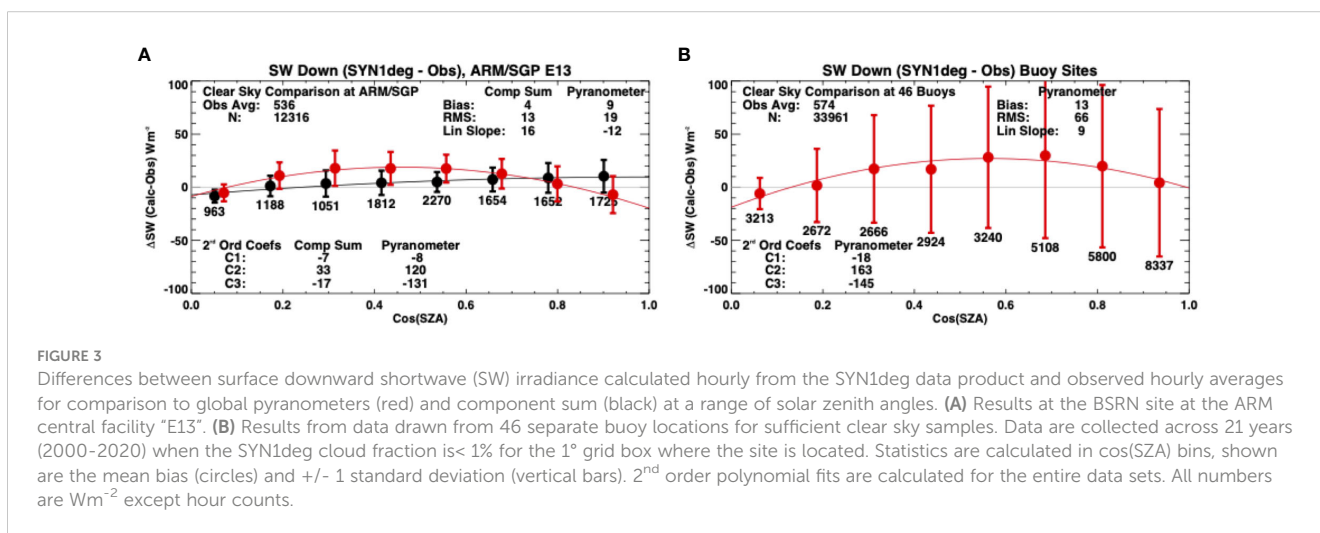 A
SW Down (SYN1deg - Obs), ARM/SGP E13
100
50
0
-50
-100
ΔSW (Calc-Obs) Wm⁻²
Clear Sky Comparison at ARM/SGP Comp Sum Pyranometer
Obs Avg: 536 Bias: 4 9
N: 12316 RMS: 13 19
Lin Slope: 16 -12
963 1188 1051 1812 2270 1654 1652 1726
2nd Ord Coefs Comp Sum Pyranometer
C1: -7 -8
C2: 33 120
C3: -17 -131
0.0 0.2 0.4 0.6 0.8 1.0
Cos(SZA)
B
SW Down (SYN1deg - Obs) Buoy Sites
100
50
0
-50
-100
ΔSW (Calc-Obs) Wm⁻²
Clear Sky Comparison at 46 Buoys Pyranometer
Obs Avg: 574 Bias: 13
N: 33961 RMS: 66
Lin Slope: 9
3213 2672 2666 2924 3240 5108 5800 8337
2nd Ord Coefs Pyranometer
C1: -18
C2: 163
C3: -145
0.0 0.2 0.4 0.6 0.8 1.0
Cos(SZA)
FIGURE 3
Differences between surface downward shortwave (SW) irradiance calculated hourly from the SYN1deg data product and observed hourly averages
for comparison to global pyranometers (red) and component sum (black) at a range of solar zenith angles. (A) Results at the BSRN site at the ARM
central facility “E13”. (B) Results from data drawn from 46 separate buoy locations for sufficient clear sky samples. Data are collected across 21 years
(2000-2020) when the SYN1deg cloud fraction is< 1% for the 1° grid box where the site is located. Statistics are calculated in cos(SZA) bins, shown
are the mean bias (circles) and +/- 1 standard deviation (vertical bars). 2nd order polynomial fits are calculated for the entire data sets. All numbers
are Wm-2 except hour counts.